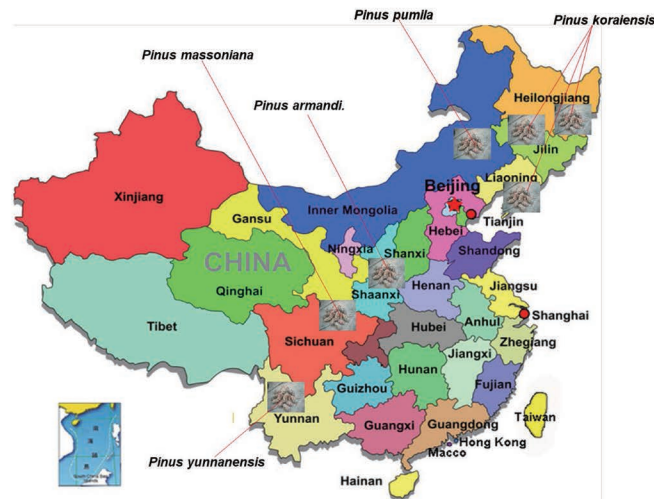 Pinus pumila
Pinus koraiensis
Pinus massoniana
Pinus armandi.
Heilongjiang
Jilin
Liaoning
Beijing
Xinjiang
Gansu
Inner Mongolia
Tianjin
Ningxia
Hebei
Shanxi
Shandong
CHINA
Qinghai
Shaanxi
Henan
Jiangsu
Tibet
Sichuan
Hubei
Anhui
Shanghai
Zhegiang
Hunan
Jiangxi
Guizhou
Fujian
Yunnan
Guangxi
Guangdong
Taiwan
Hong Kong
Macco
Pinus yunnanensis
Hainan